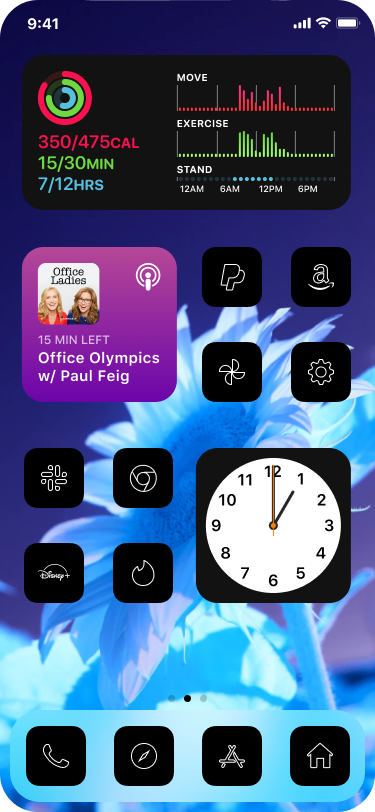 9:41
MOVE
350/475CAL
15/30MIN
7/12HRS
EXERCISE
STAND
12AM 6AM 12PM 6PM
Office
Ladies
15 MIN LEFT
Office Olympics
w/ Paul Feig
a
Disney+
12
1
2
3
4
5
6
7
8
9
10
11